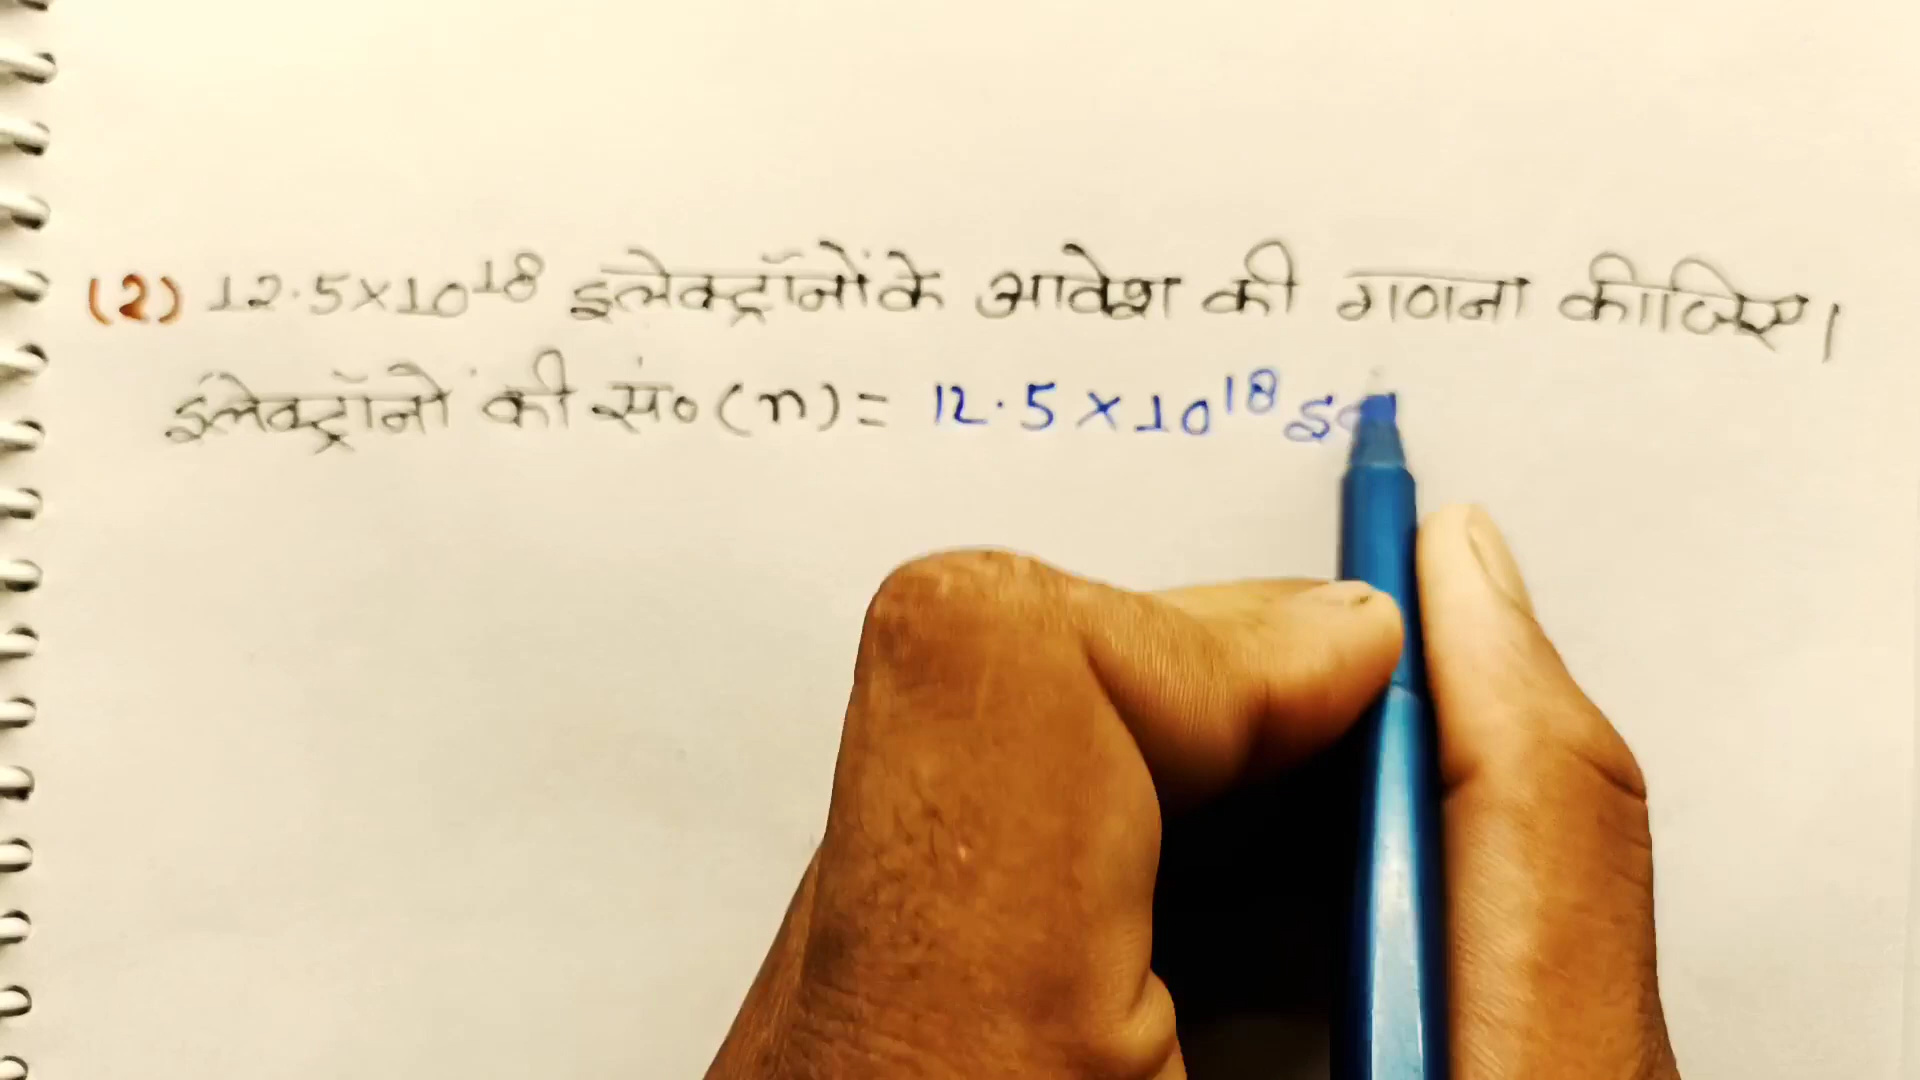 (2) 12.5×10¹⁸ इलेक्ट्रॉनों के आवेश की गणना कीजिए।
इलेक्ट्रॉनों की सं० (n) = 12.5×10¹⁸